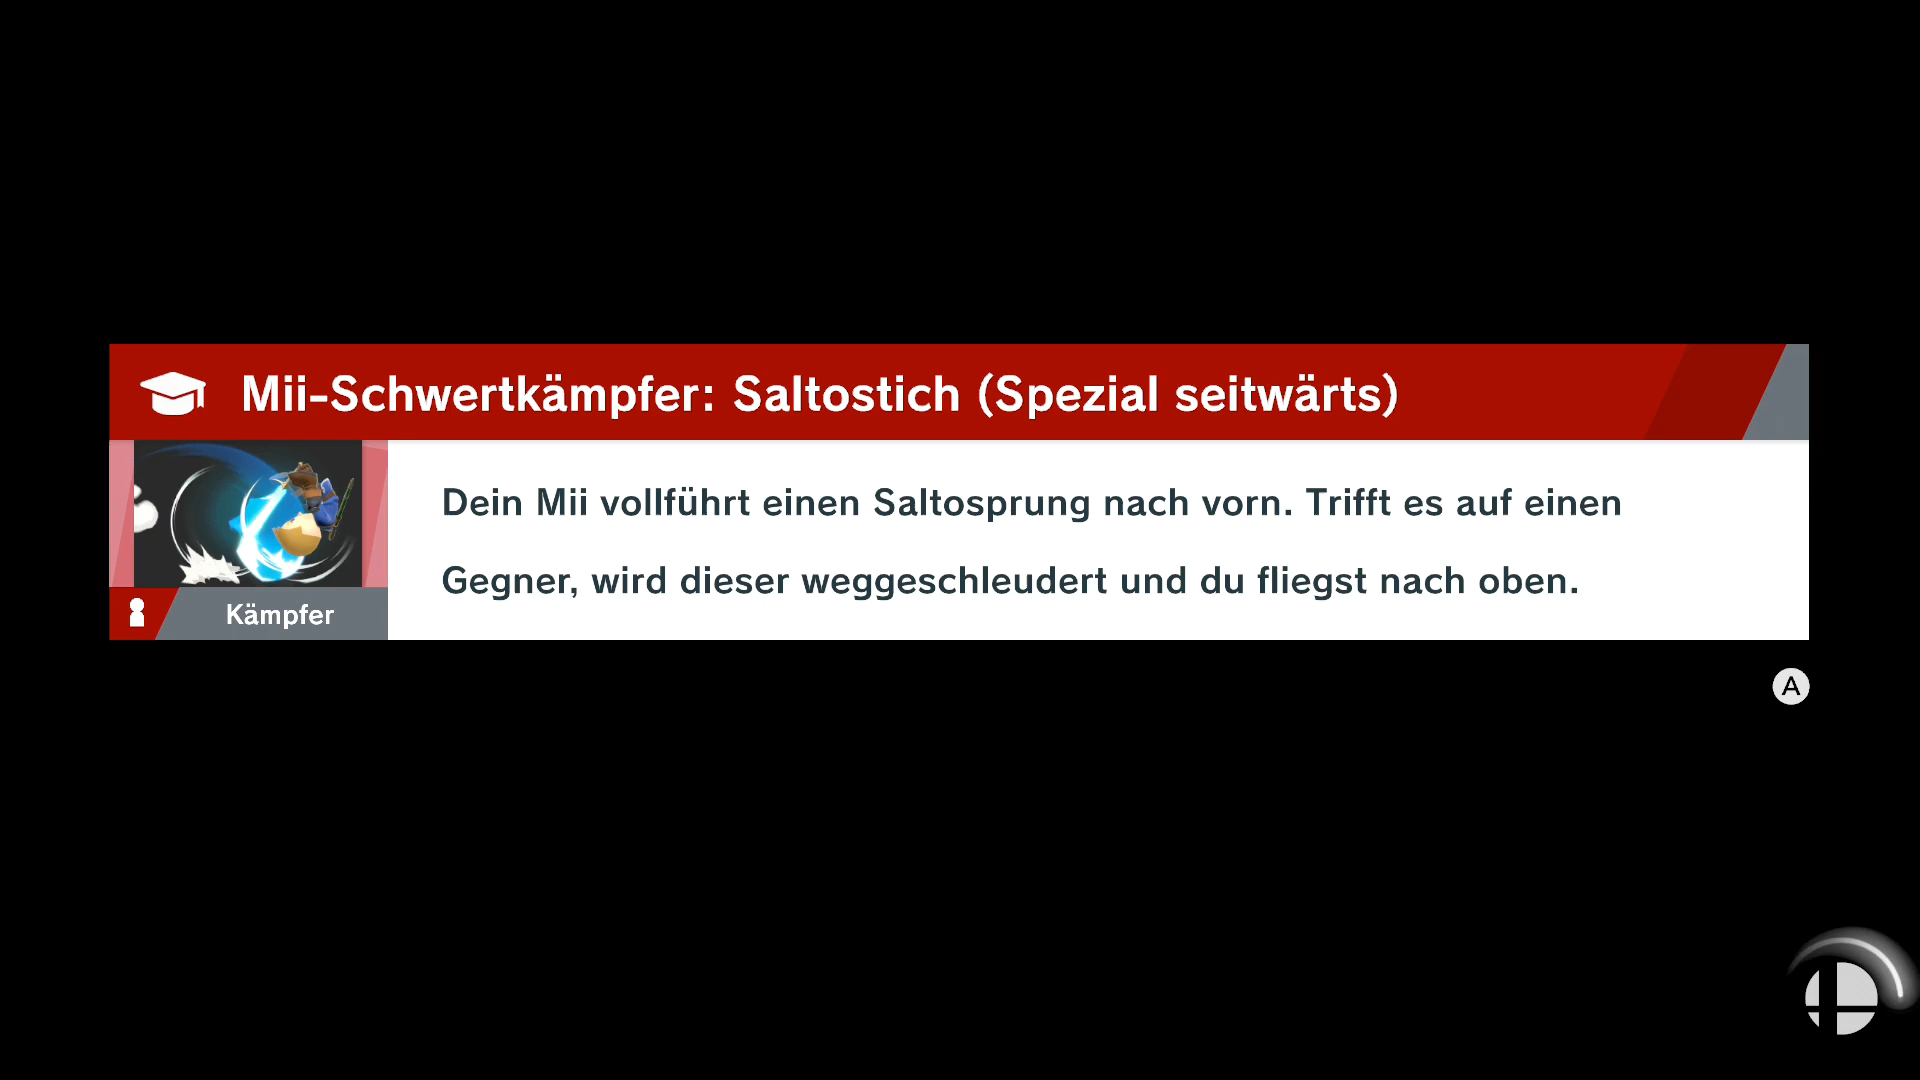 Mii-Schwertkämpfer: Saltostich (Spezial seitwärts)
Dein Mii vollführt einen Saltosprung nach vorn. Trifft es auf einen
Gegner, wird dieser weggeschleudert und du fliegst nach oben.
Kämpfer
A